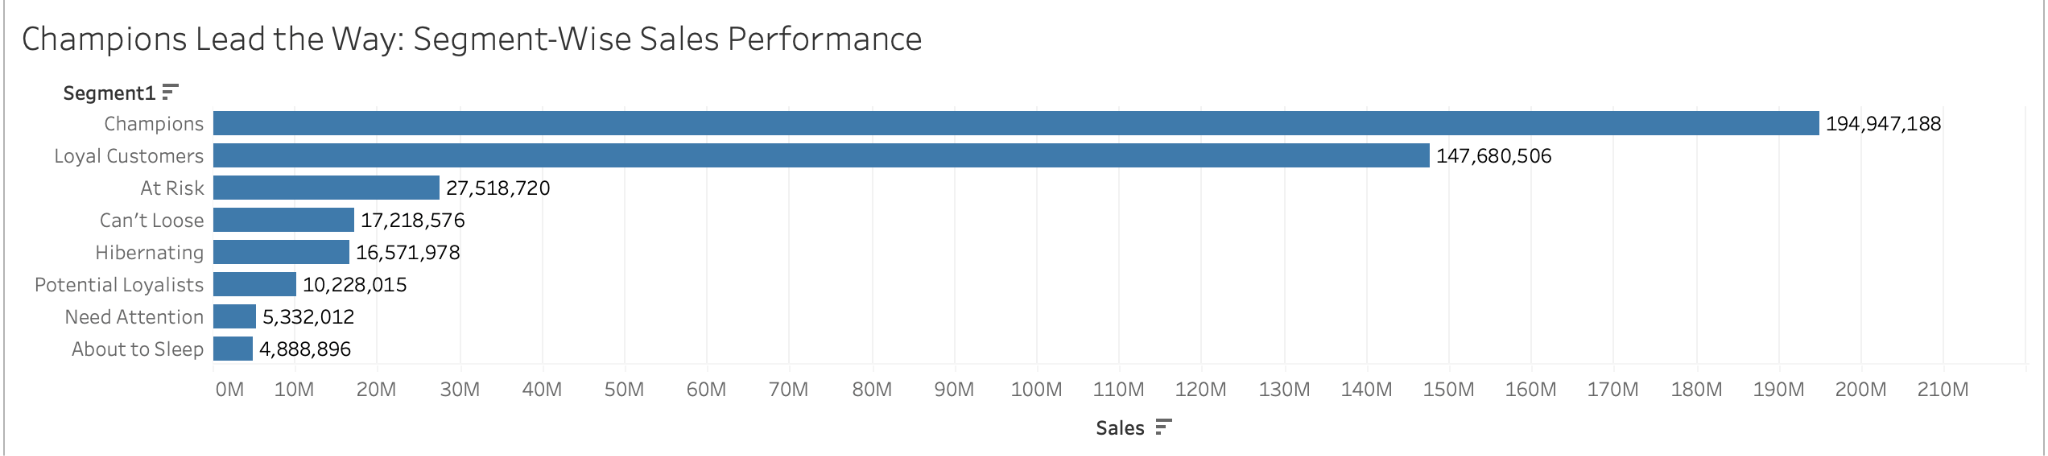 Champions Lead the Way: Segment-Wise Sales Performance
Segment1
Champions 194,947,188
Loyal Customers 147,680,506
At Risk 27,518,720
Can't Loose 17,218,576
Hibernating 16,571,978
Potential Loyalists 10,228,015
Need Attention 5,332,012
About to Sleep 4,888,896
0M 10M 20M 30M 40M 50M 60M 70M 80M 90M 100M 110M 120M 130M 140M 150M 160M 170M 180M 190M 200M 210M
Sales